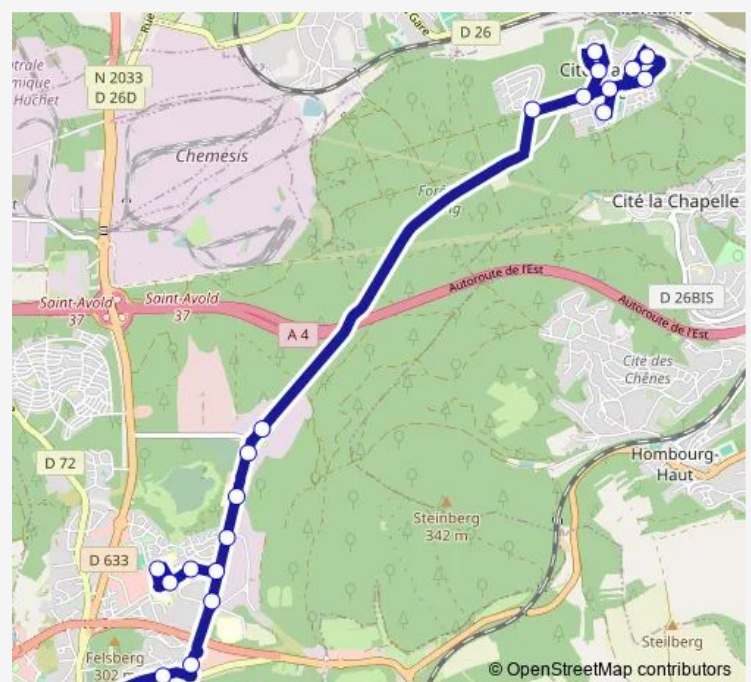 D 26
Rue
N 2033
D 26D
Chemesis
Cité la Chapelle
Saint-Avold
37
Saint-Avold
37
Autoroute de l'Est
D 26BIS
A 4
Autoroute de l'Est
Cité des
Chênes
D 72
Hombourg-
Haut
Steinberg
342 m
D 633
Felsberg
302 m
Steilberg
© OpenStreetMap contributors